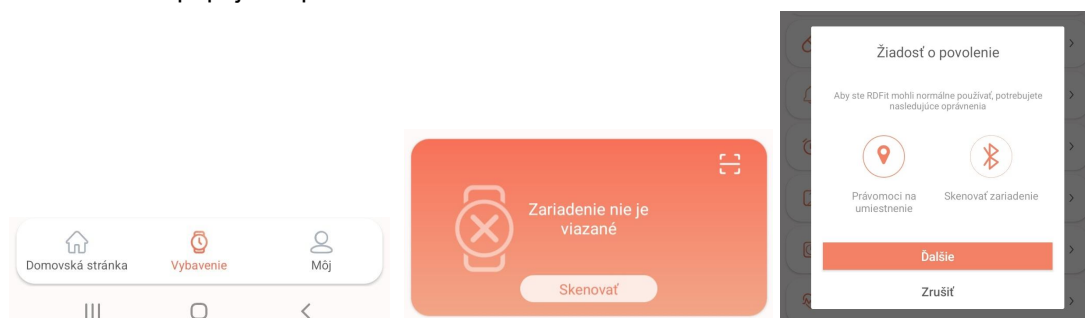 Domovská stránka
Vybavenie
Môj
Zariadenie nie je
viazané
Skenovať
Žiadosť o povolenie
Aby ste RDFit mohli normálne používať, potrebujete
nasledujúce oprávnenia
Právomoci na
umiestnenie
Skenovať zariadenie
Ďalšie
Zrušiť